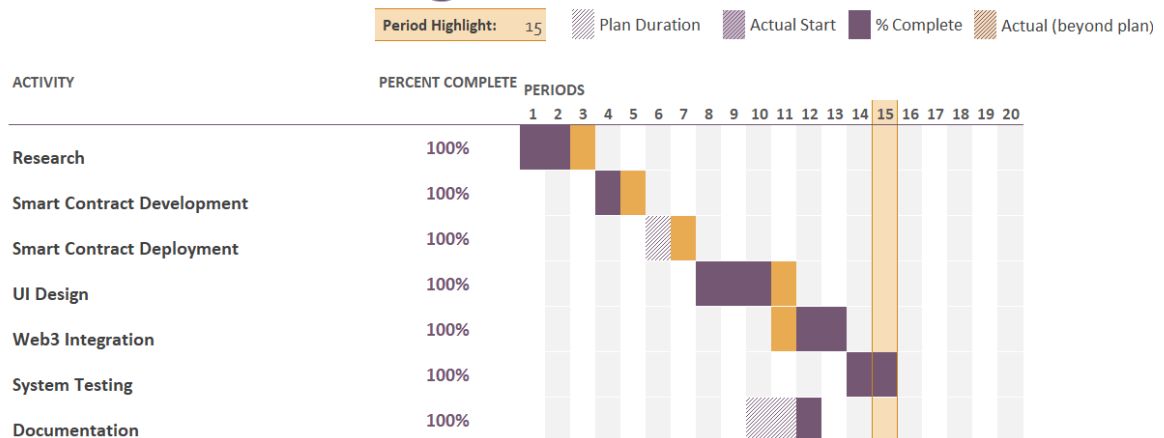 Period Highlight: 15 Plan Duration Actual Start % Complete Actual (beyond plan)
ACTIVITY PERCENT COMPLETE PERIODS
1 2 3 4 5 6 7 8 9 10 11 12 13 14 15 16 17 18 19 20
Research 100%
Smart Contract Development 100%
Smart Contract Deployment 100%
UI Design 100%
Web3 Integration 100%
System Testing 100%
Documentation 100%